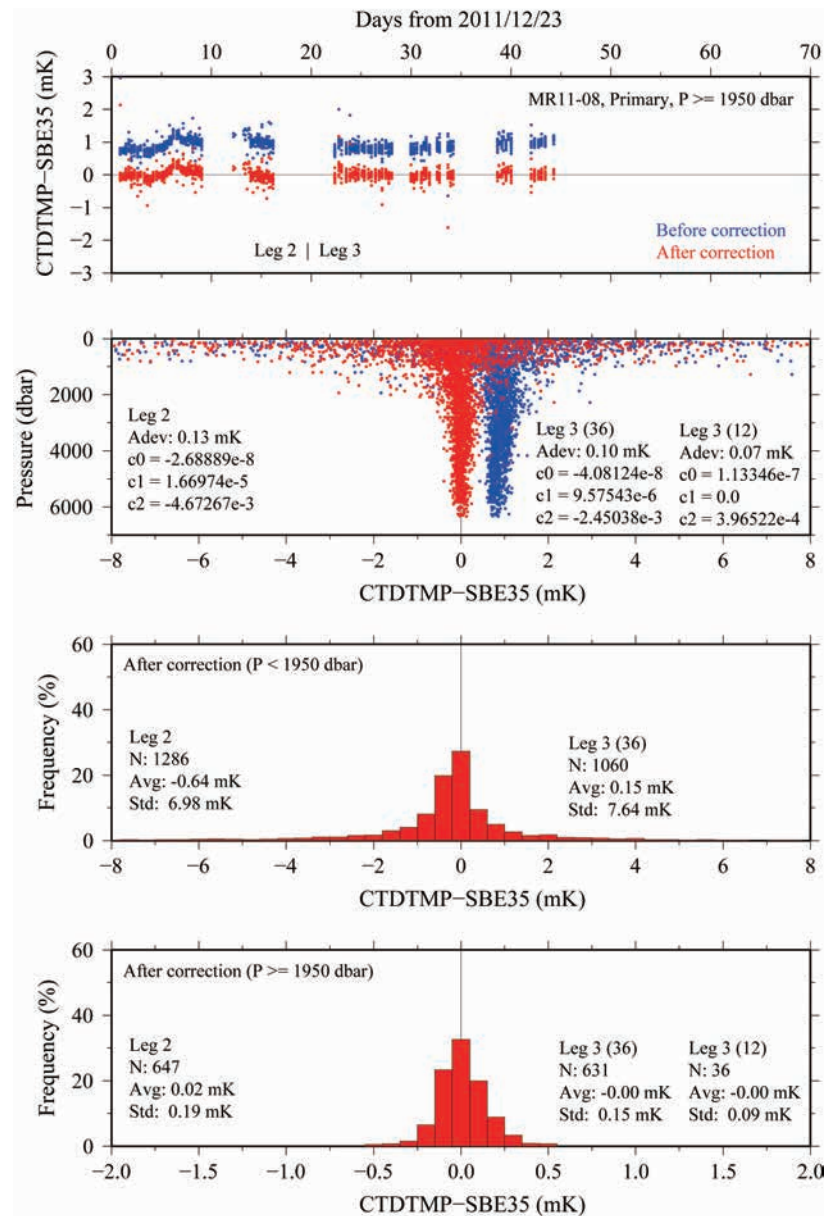 Days from 2011/12/23
0 10 20 30 40 50 60 70
CTDTMP−SBE35 (mK)
3
2
1
0
−1
−2
−3
MR11-08, Primary, P >= 1950 dbar
Before correction
After correction
Leg 2 | Leg 3
Pressure (dbar)
0
2000
4000
6000
Leg 2
Adev: 0.13 mK
c0 = -2.68889e-8
c1 = 1.66974e-5
c2 = -4.67267e-3
Leg 3 (36)
Adev: 0.10 mK
c0 = -4.08124e-8
c1 = 9.57543e-6
c2 = -2.45038e-3
Leg 3 (12)
Adev: 0.07 mK
c0 = 1.13346e-7
c1 = 0.0
c2 = 3.96522e-4
−8 −6 −4 −2 0 2 4 6 8
CTDTMP−SBE35 (mK)
Frequency (%)
60
40
20
0
After correction (P < 1950 dbar)
Leg 2
N: 1286
Avg: -0.64 mK
Std: 6.98 mK
Leg 3 (36)
N: 1060
Avg: 0.15 mK
Std: 7.64 mK
−8 −6 −4 −2 0 2 4 6 8
CTDTMP−SBE35 (mK)
Frequency (%)
60
40
20
0
After correction (P >= 1950 dbar)
Leg 2
N: 647
Avg: 0.02 mK
Std: 0.19 mK
Leg 3 (36)
N: 631
Avg: -0.00 mK
Std: 0.15 mK
Leg 3 (12)
N: 36
Avg: -0.00 mK
Std: 0.09 mK
−2.0 −1.5 −1.0 −0.5 0.0 0.5 1.0 1.5 2.0
CTDTMP−SBE35 (mK)